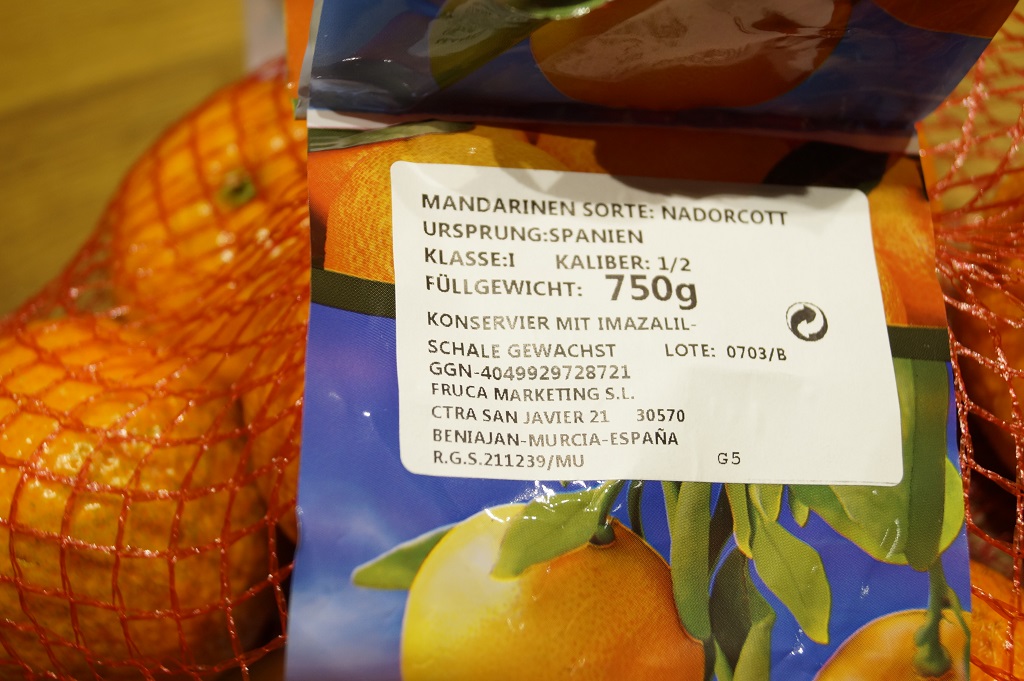 MANDARINEN SORTE: NADORCOTT
URSPRUNG:SPANIEN
KLASSE:I KALIBER: 1/2
FÜLLGEWICHT: 750g
KONSERVIER MIT IMAZALIL-
SCHALE GEWACHST LOTE: 0703/B
GGN-4049929728721
FRUCA MARKETING S.L.
CTRA SAN JAVIER 21 30570
BENIAJAN-MURCIA-ESPAÑA
R.G.S.211239/MU G5